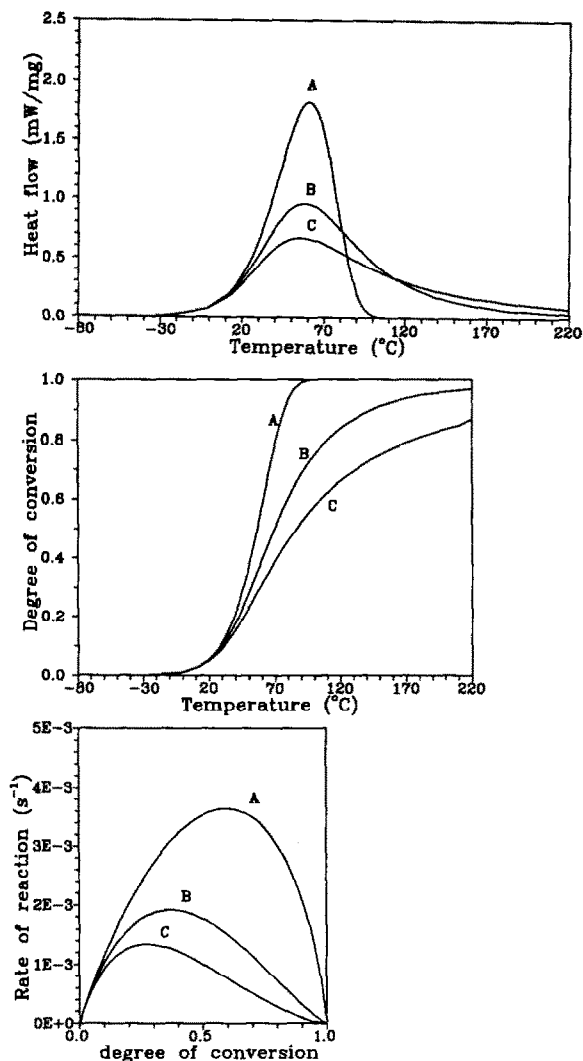 2.5
2.0
1.5
1.0
0.5
0.0
Heat flow (mW/mg)
A
B
C
-80 -30 20 70 120 170 220
Temperature (°C)
1.0
0.8
0.6
0.4
0.2
0.0
Degree of conversion
A
B
C
-80 -30 20 70 120 170 220
Temperature (°C)
5E-3
4E-3
3E-3
2E-3
1E-3
0E+0
Rate of reaction (s⁻¹)
A
B
C
0.0 0.5 1.0
degree of conversion